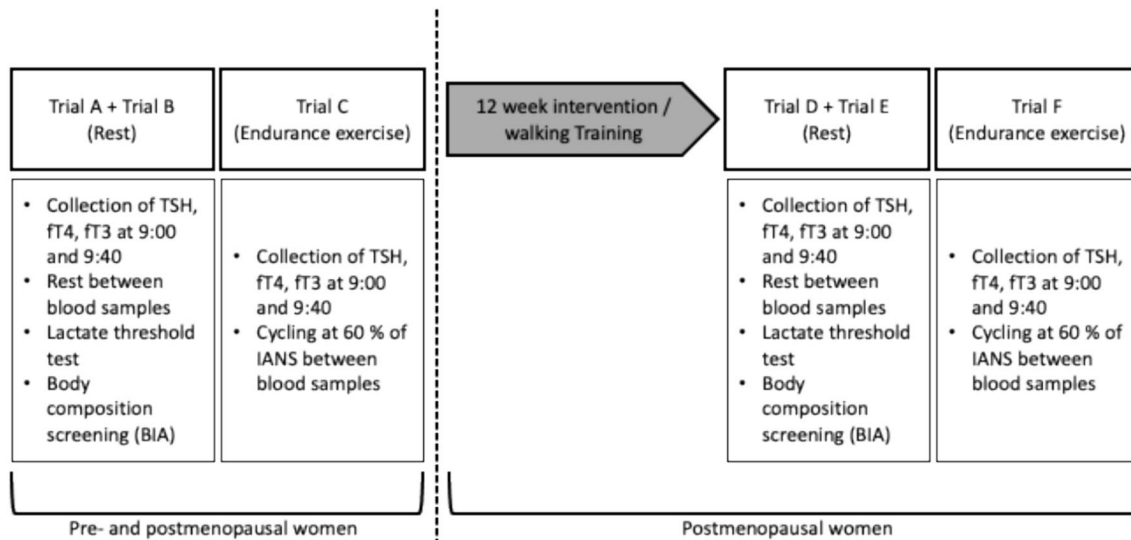 Trial A + Trial B
(Rest)
Trial C
(Endurance exercise)
12 week intervention /
walking Training
Trial D + Trial E
(Rest)
Trial F
(Endurance exercise)
• Collection of TSH,
fT4, fT3 at 9:00
and 9:40
• Rest between
blood samples
• Lactate threshold
test
• Body
composition
screening (BIA)
• Collection of TSH,
fT4, fT3 at 9:00
and 9:40
• Cycling at 60 % of
IANS between
blood samples
• Collection of TSH,
fT4, fT3 at 9:00
and 9:40
• Rest between
blood samples
• Lactate threshold
test
• Body
composition
screening (BIA)
• Collection of TSH,
fT4, fT3 at 9:00
and 9:40
• Cycling at 60 % of
IANS between
blood samples
Pre- and postmenopausal women
Postmenopausal women